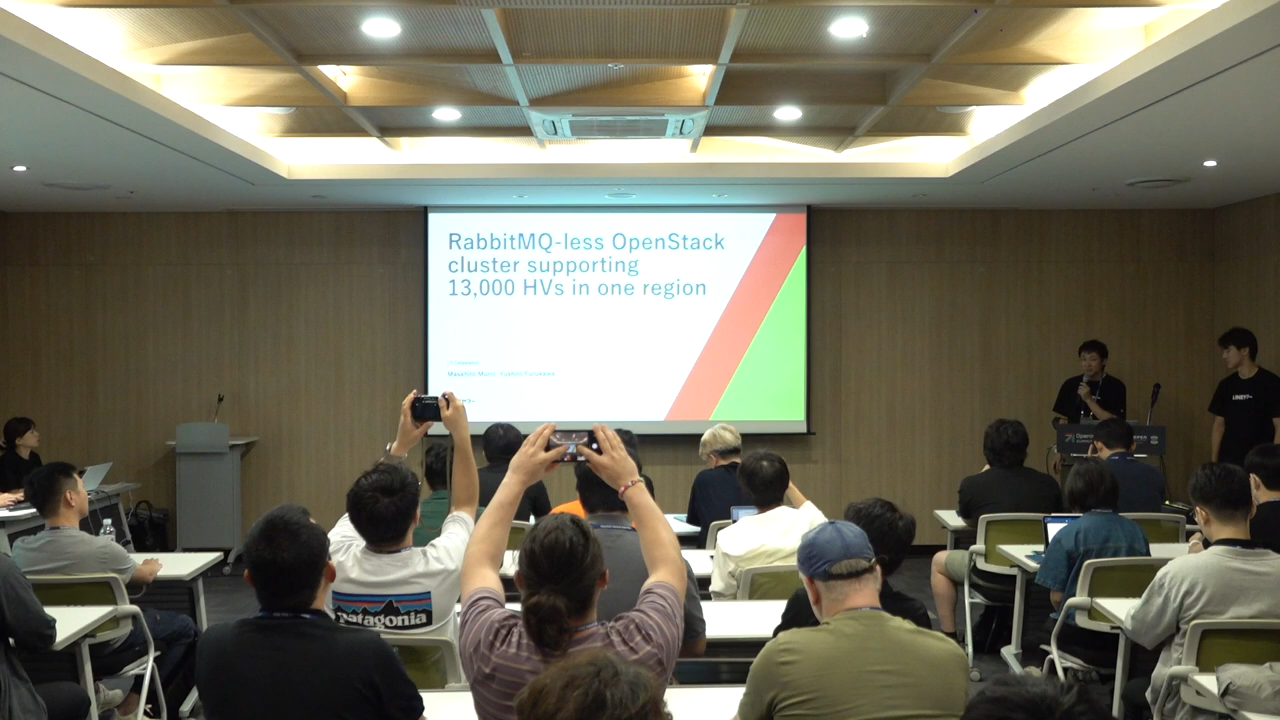 RabbitMQ-less OpenStack
cluster supporting
13,000 HVs in one region
patagonia